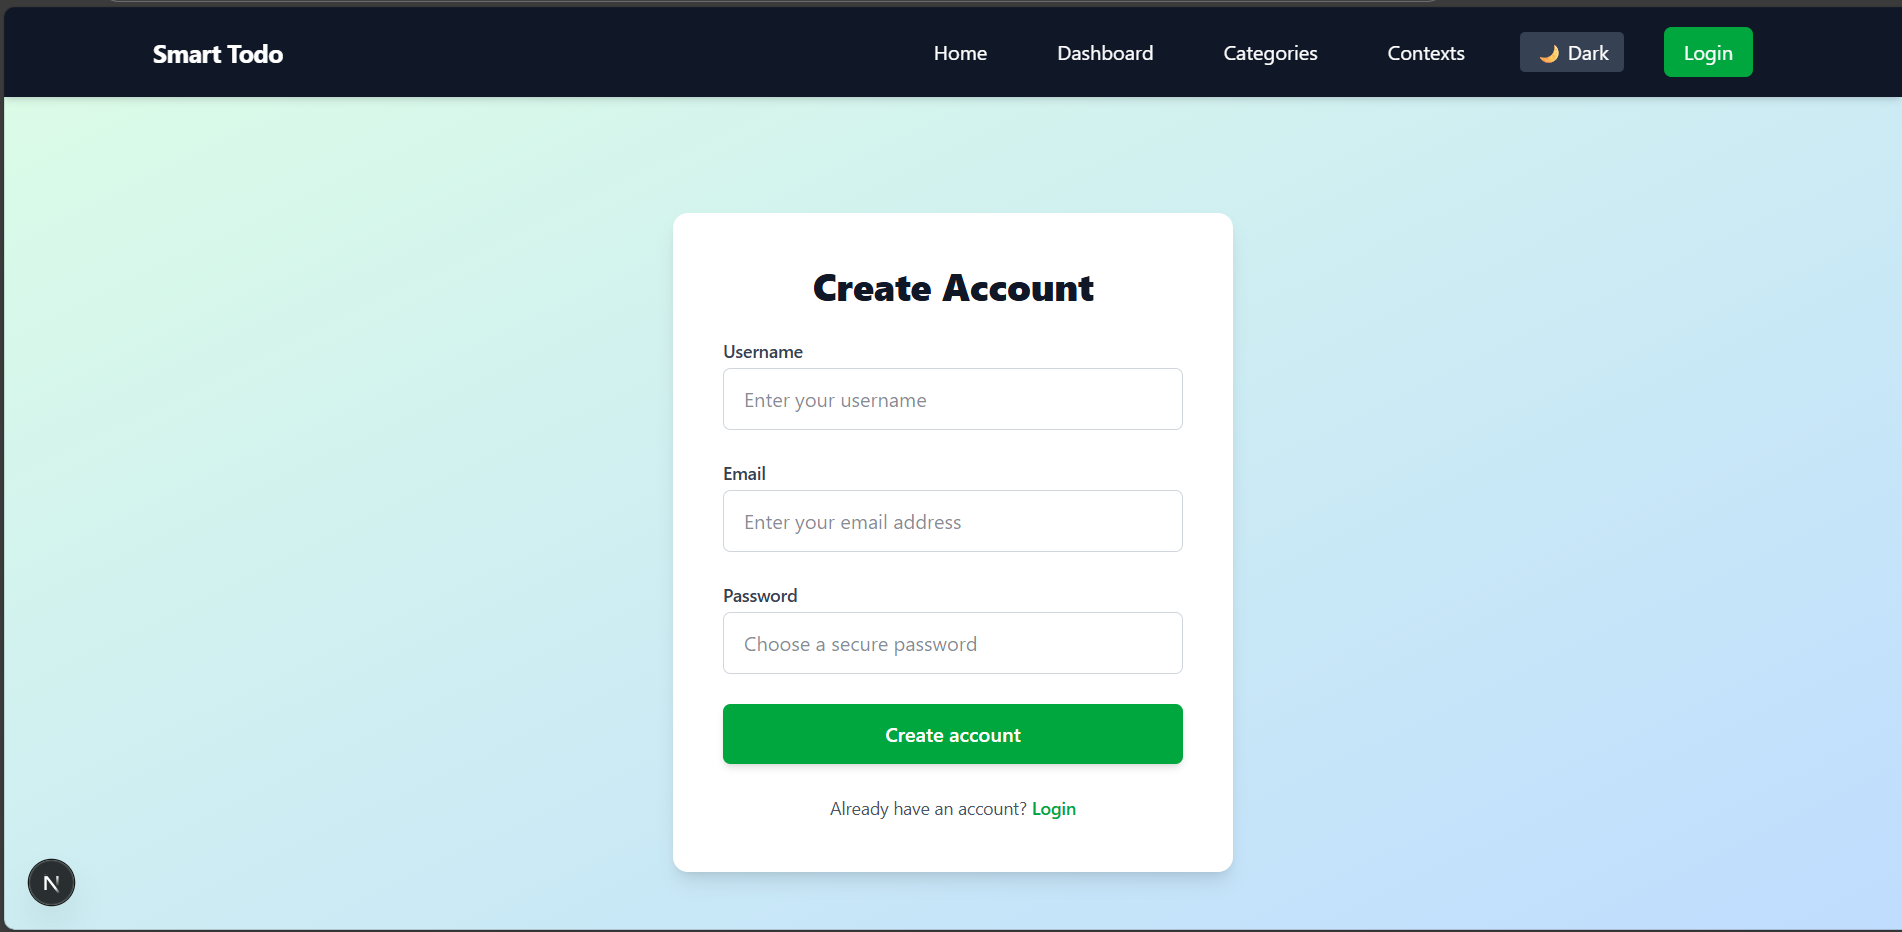 Smart Todo
Home
Dashboard
Categories
Contexts
🌙 Dark
Login
Create Account
Username
Enter your username
Email
Enter your email address
Password
Choose a secure password
Create account
Already have an account? Login
N